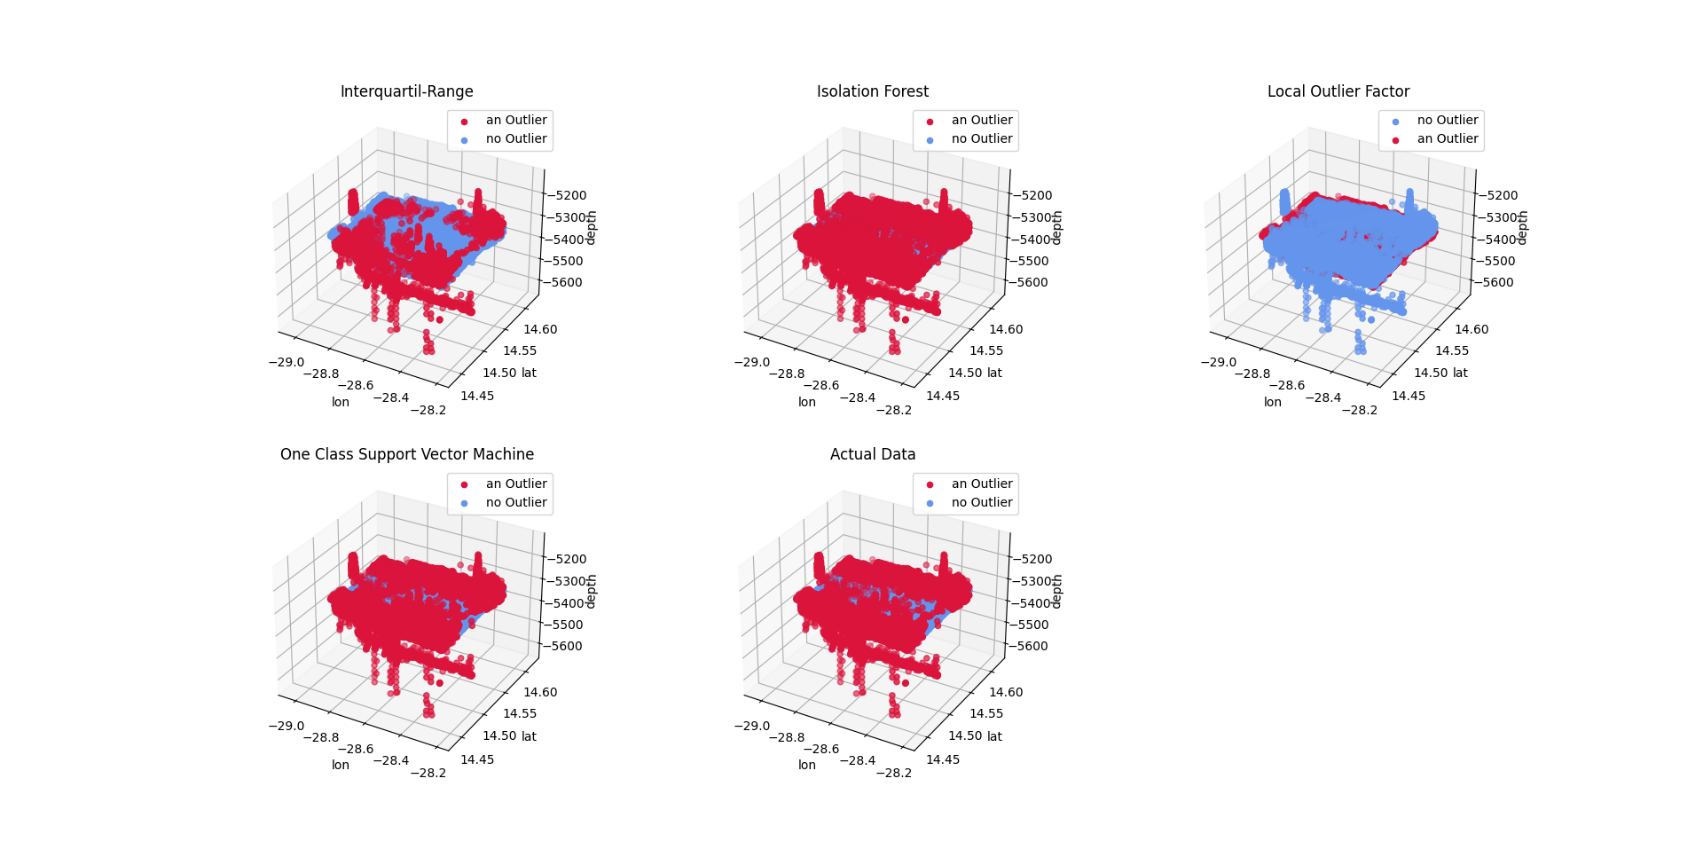 Interquartil-Range
an Outlier
no Outlier
−5200
−5300
−5400
−5500
−5600
depth
14.60
14.55
14.50
14.45
lat
−29.0
−28.8
−28.6
−28.4
−28.2
lon
Isolation Forest
an Outlier
no Outlier
−5200
−5300
−5400
−5500
−5600
depth
14.60
14.55
14.50
14.45
lat
−29.0
−28.8
−28.6
−28.4
−28.2
lon
Local Outlier Factor
no Outlier
an Outlier
−5200
−5300
−5400
−5500
−5600
depth
14.60
14.55
14.50
14.45
lat
−29.0
−28.8
−28.6
−28.4
−28.2
lon
One Class Support Vector Machine
an Outlier
no Outlier
−5200
−5300
−5400
−5500
−5600
depth
14.60
14.55
14.50
14.45
lat
−29.0
−28.8
−28.6
−28.4
−28.2
lon
Actual Data
an Outlier
no Outlier
−5200
−5300
−5400
−5500
−5600
depth
14.60
14.55
14.50
14.45
lat
−29.0
−28.8
−28.6
−28.4
−28.2
lon